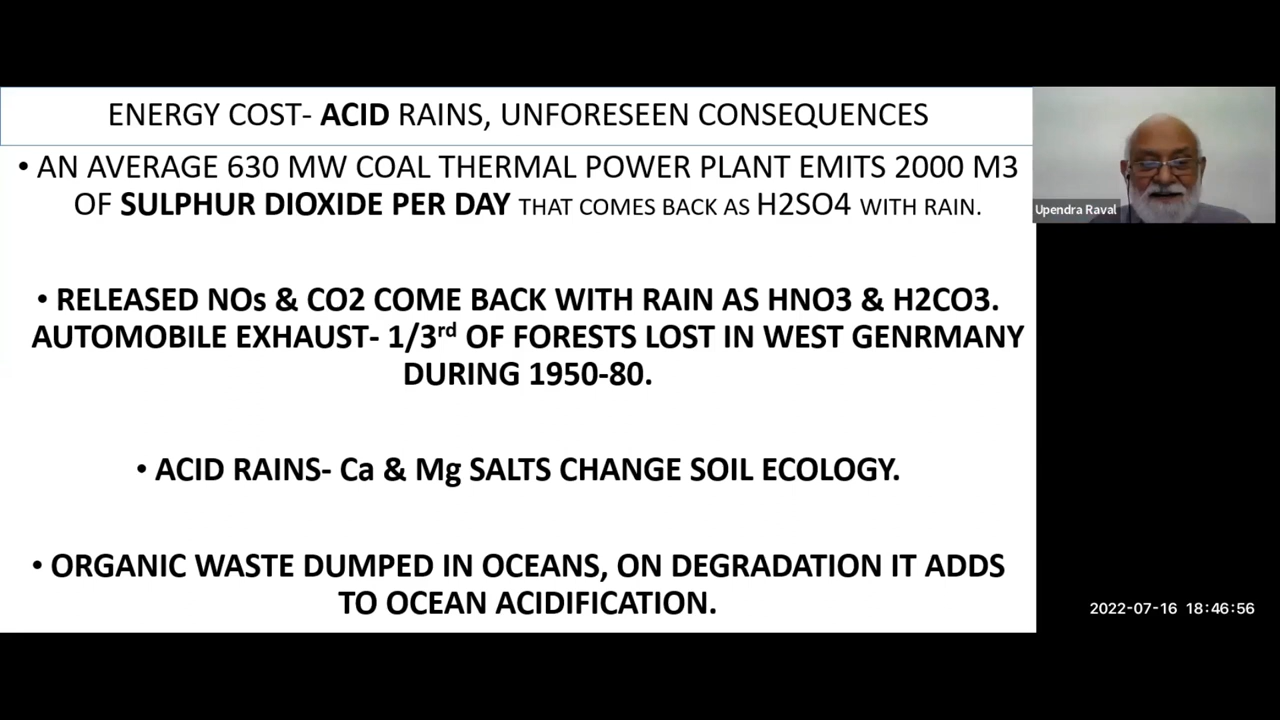 ENERGY COST- ACID RAINS, UNFORESEEN CONSEQUENCES
• AN AVERAGE 630 MW COAL THERMAL POWER PLANT EMITS 2000 M3
OF SULPHUR DIOXIDE PER DAY THAT COMES BACK AS H2SO4 WITH RAIN.
Upendra Raval
• RELEASED NOs & CO2 COME BACK WITH RAIN AS HNO3 & H2CO3.
AUTOMOBILE EXHAUST- 1/3rd OF FORESTS LOST IN WEST GENRMANY
DURING 1950-80.
• ACID RAINS- Ca & Mg SALTS CHANGE SOIL ECOLOGY.
• ORGANIC WASTE DUMPED IN OCEANS, ON DEGRADATION IT ADDS
TO OCEAN ACIDIFICATION.
2022-07-16 18:46:56